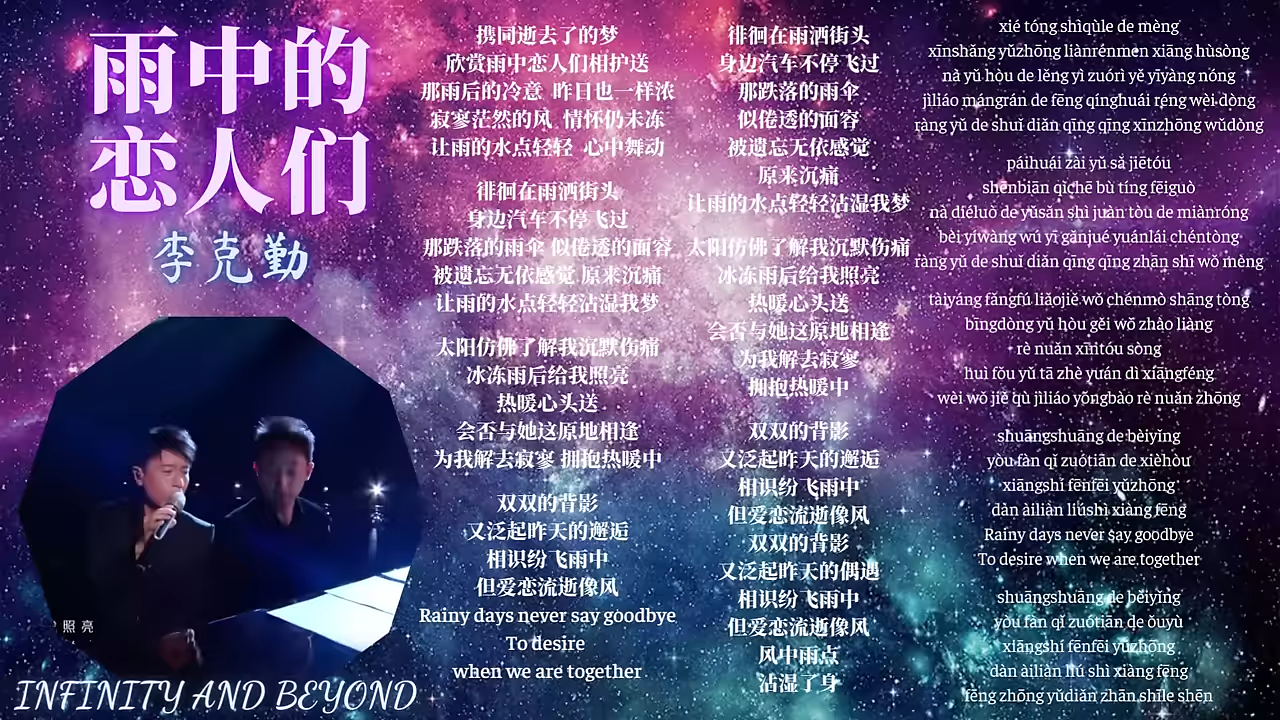 雨中的
恋人们
李克勤
照亮
INFINITY AND BEYOND
携同逝去了的梦
欣赏雨中恋人们相护送
那雨后的冷意 昨日也一样浓
寂寥茫然的风 情怀仍未冻
让雨的水点轻轻 心中舞动
徘徊在雨洒街头
身边汽车不停飞过
那跌落的雨伞 似倦透的面容
被遗忘无依感觉 原来沉痛
让雨的水点轻轻沾湿我梦
太阳仿佛了解我沉默伤痛
冰冻雨后给我照亮
热暖心头送
会否与她这原地相逢
为我解去寂寥 拥抱热暖中
双双的背影
又泛起昨天的邂逅
相识纷飞雨中
但爱恋流逝像风
Rainy days never say goodbye
To desire
when we are together
徘徊在雨洒街头
身边汽车不停飞过
那跌落的雨伞
似倦透的面容
被遗忘无依感觉
原来沉痛
让雨的水点轻轻沾湿我梦
太阳仿佛了解我沉默伤痛
冰冻雨后给我照亮
热暖心头送
会否与她这原地相逢
为我解去寂寥
拥抱热暖中
双双的背影
又泛起昨天的邂逅
相识纷飞雨中
但爱恋流逝像风
双双的背影
又泛起昨天的偶遇
相识纷飞雨中
但爱恋流逝像风
风中雨点
沾湿了身
xié tóng shìqùle de mèng
xīnshǎng yǔzhōng liànrénmen xiāng hùsòng
nà yǔ hòu de lěng yì zuórì yě yīyàng nóng
jìliáo mángrán de fēng qínghuái réng wèi dòng
ràng yǔ de shuǐ diǎn qīng qīng xīnzhōng wǔdòng
páihuái zài yǔ sǎ jiētóu
shēnbiān qìchē bù tíng fēiguò
nà diéluò de yǔsǎn shì juàn tòu de miànróng
bèi yíwàng wú yī gǎnjué yuánlái chéntòng
ràng yǔ de shuǐ diǎn qīng qīng zhān shī wǒ mèng
tàiyáng fǎngfú liǎojiě wǒ chénmò shāng tòng
bīngdòng yǔ hòu gěi wǒ zhào liàng
rè nuǎn xīntóu sòng
huì fǒu yǔ tā zhè yuán dì xiāngféng
wèi wǒ jiě qù jìliáo yǒngbào rè nuǎn zhōng
shuāngshuāng de bèiyǐng
yòu fàn qǐ zuótiān de xièhòu
xiāngshí fēnfēi yǔzhōng
dàn àiliàn liúshì xiàng fēng
Rainy days never say goodbye
To desire when we are together
shuāngshuāng de bèiyǐng
yòu fàn qǐ zuótiān de ǒuyù
xiāngshí fēnfēi yǔzhōng
dàn àiliàn liú shì xiàng fēng
fēng zhōng yǔdiǎn zhān shīle shēn